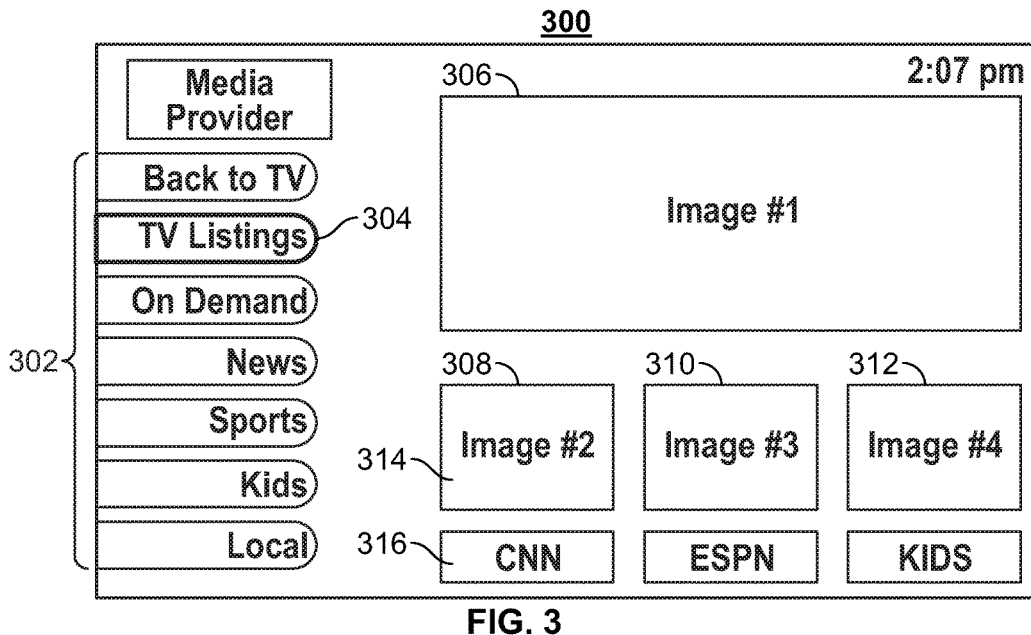 300
2:07 pm
Media
Provider
306
Back to TV
Image #1
TV Listings
304
On Demand
302
News
308
310
312
Sports
Image #2
Image #3
Image #4
314
Kids
Local
316
CNN
ESPN
KIDS
FIG. 3